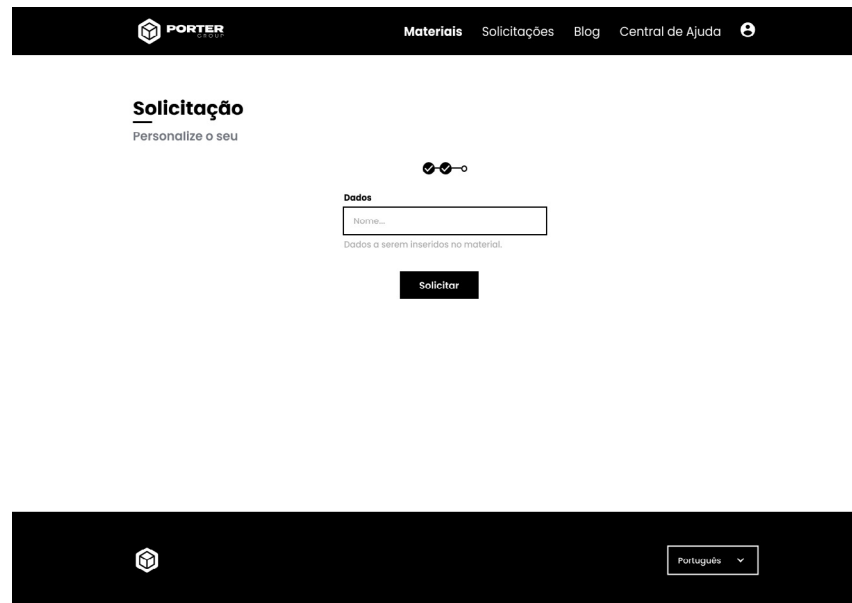 PORTER
GROUP
Materiais
Solicitações
Blog
Central de Ajuda
Solicitação
Personalize o seu
Dados
Nome...
Dados a serem inseridos no material.
Solicitar
Português